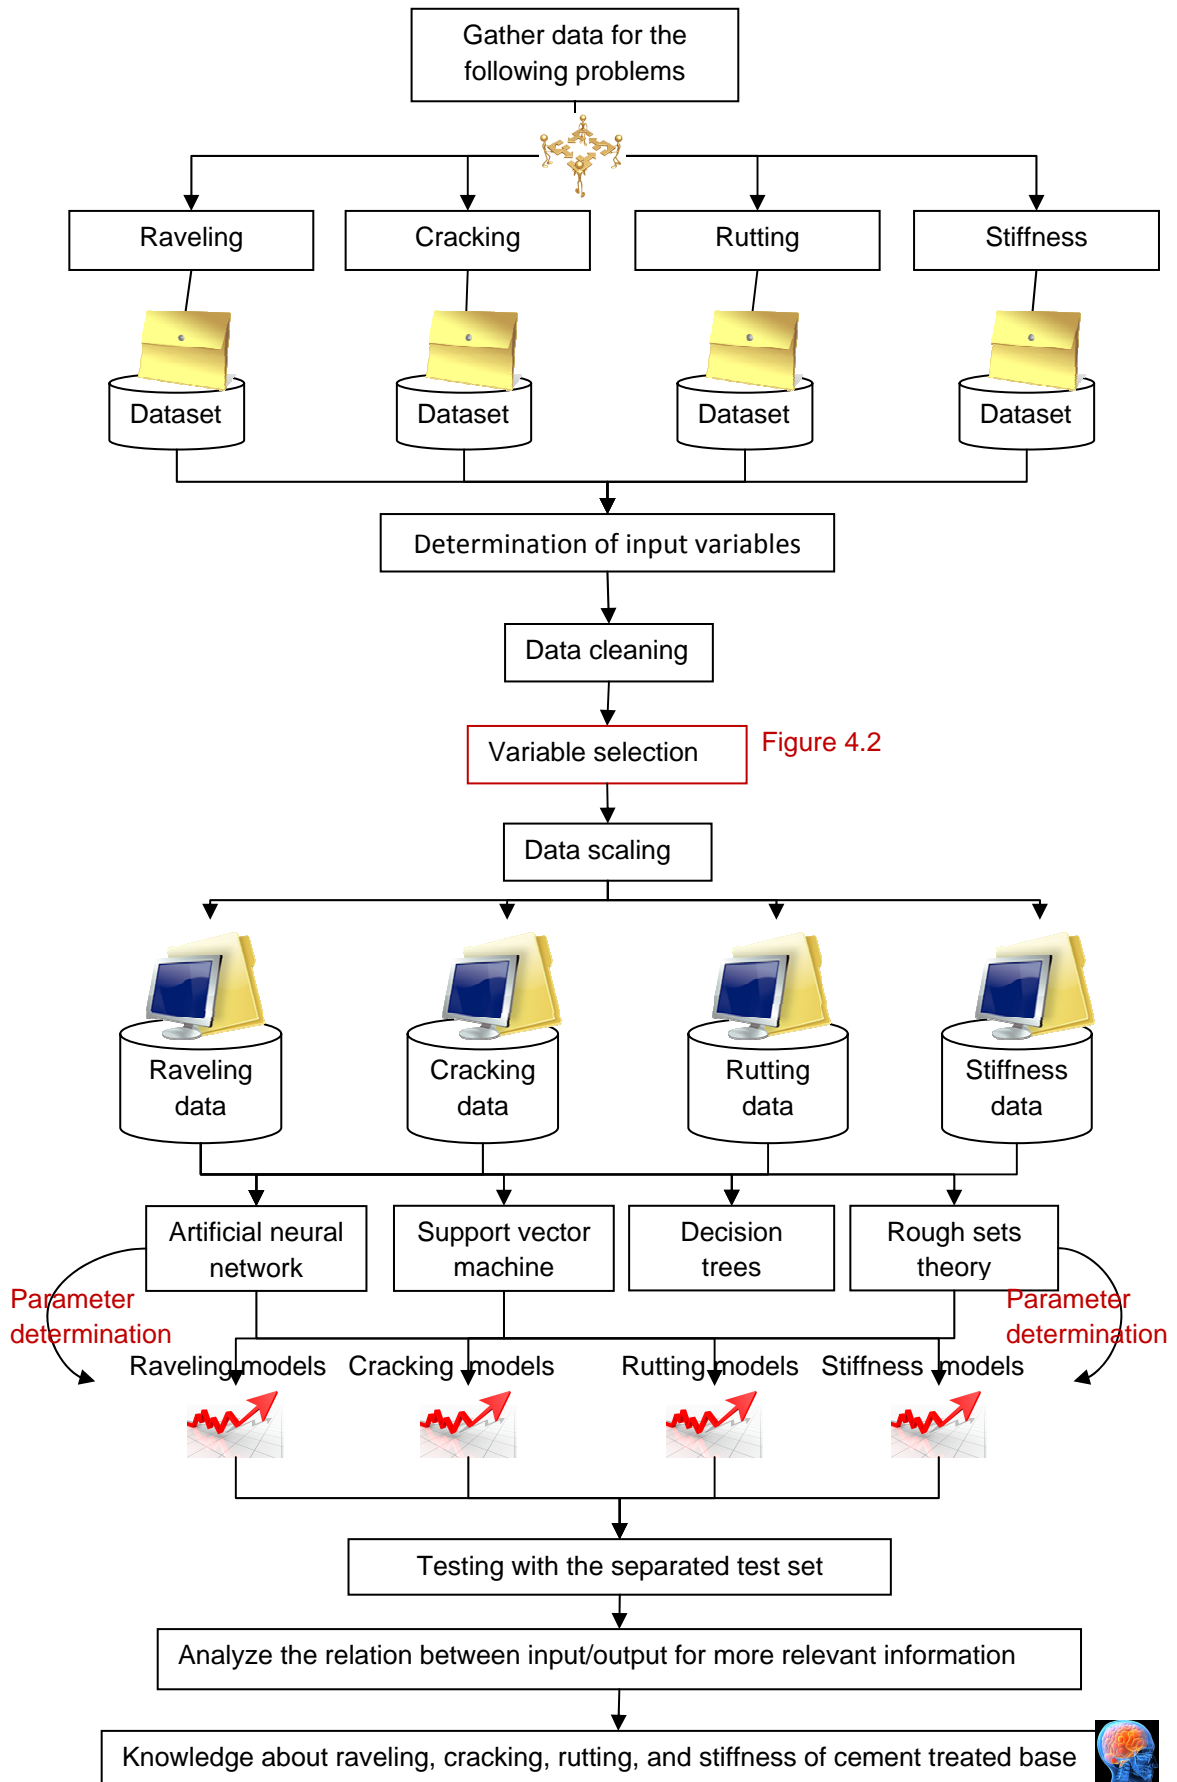 Gather data for the
following problems
Raveling
Cracking
Rutting
Stiffness
Dataset
Dataset
Dataset
Dataset
Determination of input variables
Data cleaning
Variable selection
Figure 4.2
Data scaling
Raveling
data
Cracking
data
Rutting
data
Stiffness
data
Artificial neural
network
Support vector
machine
Decision
trees
Rough sets
theory
Parameter
determination
Parameter
determination
Raveling models
Cracking models
Rutting models
Stiffness models
Testing with the separated test set
Analyze the relation between input/output for more relevant information
Knowledge about raveling, cracking, rutting, and stiffness of cement treated base